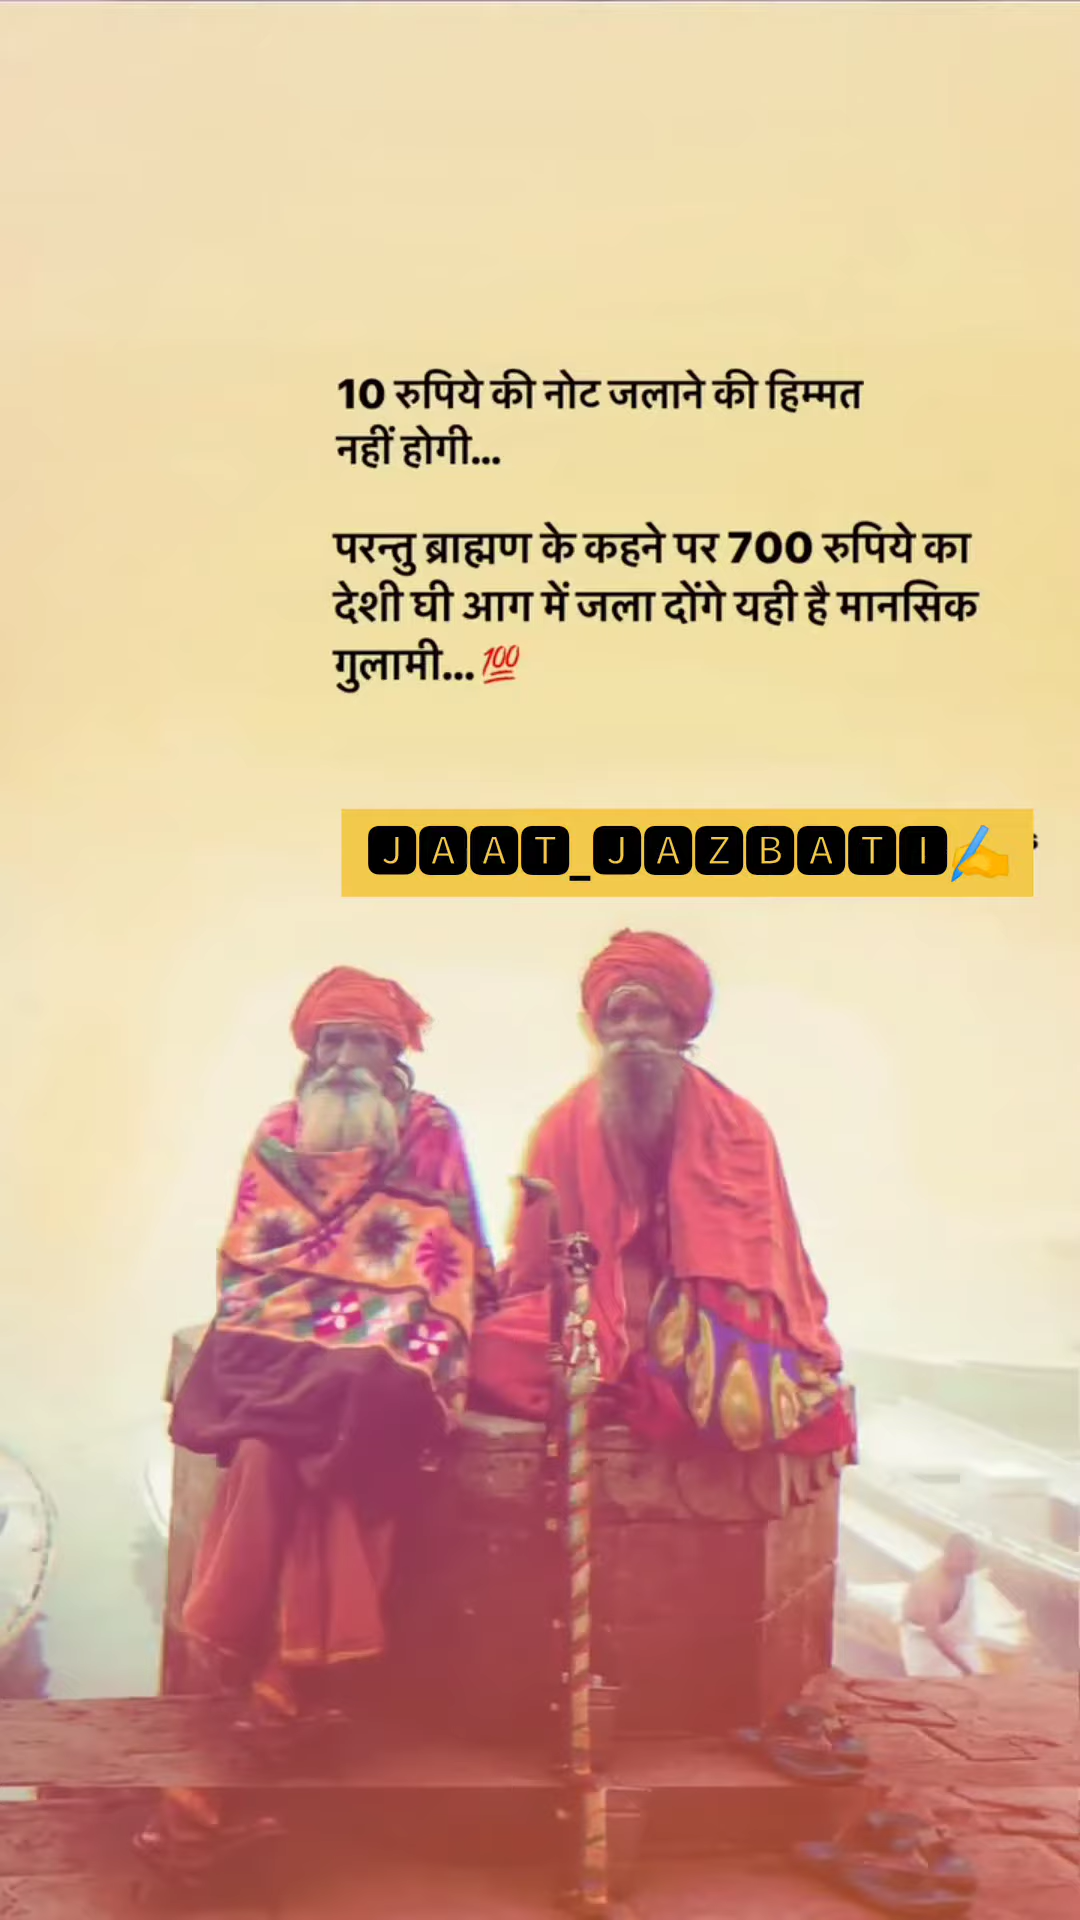 10 रुपिये की नोट जलाने की हिम्मत
नहीं होगी...
परन्तु ब्राह्मण के कहने पर 700 रुपिये का
देशी घी आग में जला दोंगे यही है मानसिक
गुलामी...💯
JAAT_JAZBATI✍️